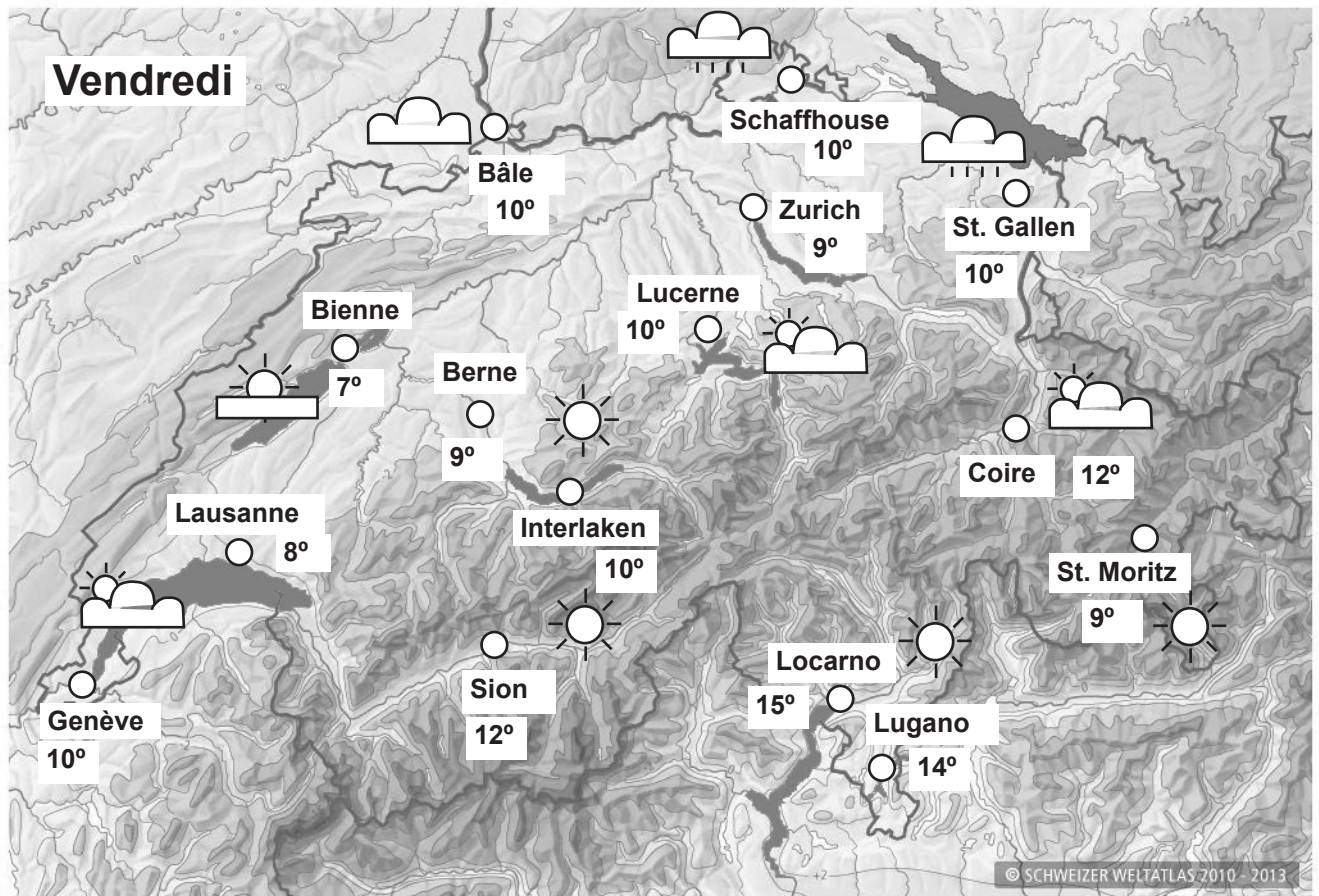 Vendredi
Schaffhouse
10º
Bâle
10º
Zurich
9º
St. Gallen
10º
Lucerne
10º
Bienne
7º
Berne
9º
Coire
12º
Lausanne
8º
Interlaken
10º
St. Moritz
9º
Locarno
15º
Sion
12º
Genève
10º
Lugano
14º
+2
© SCHWEIZER WELTATLAS 2010 - 2013